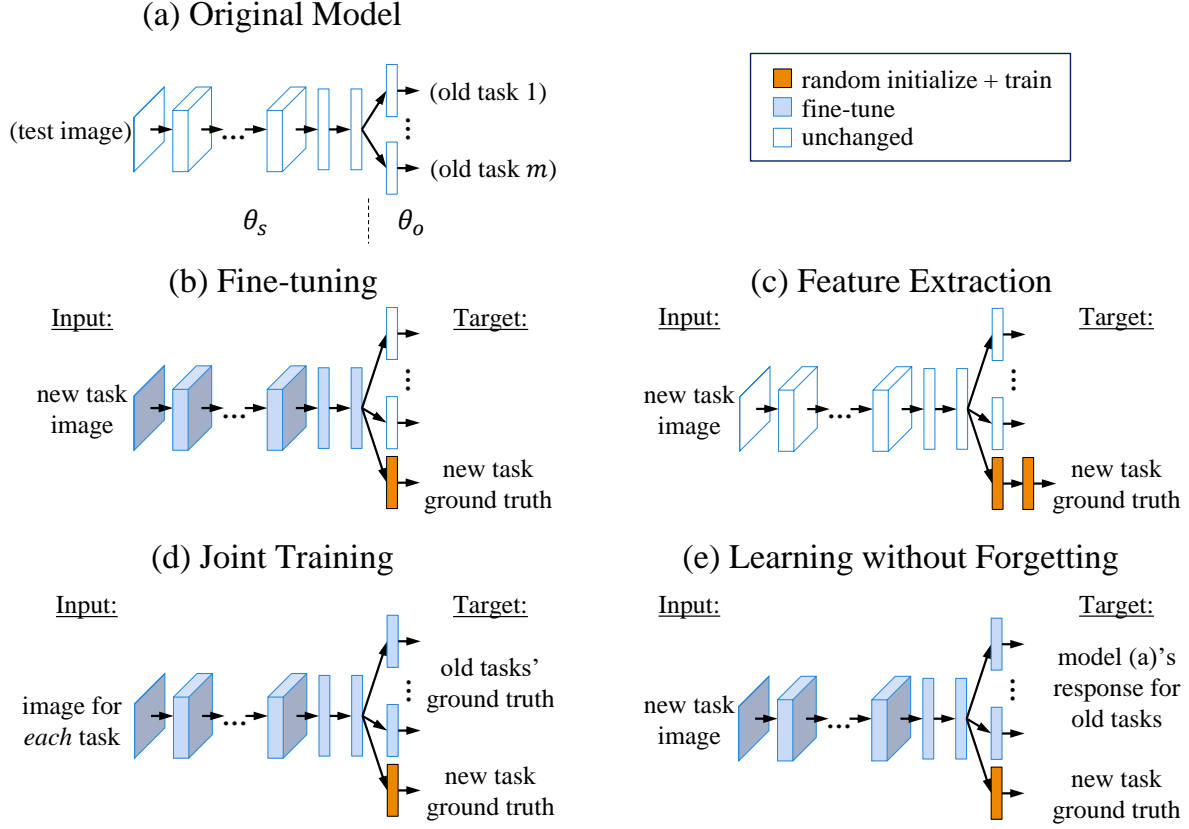 (a) Original Model
(test image)
...
(old task 1)
⋮
(old task m)
θs
θo
random initialize + train
fine-tune
unchanged
(b) Fine-tuning
Input:
Target:
new task
image
...
⋮
new task
ground truth
(c) Feature Extraction
Input:
Target:
new task
image
...
⋮
new task
ground truth
(d) Joint Training
Input:
Target:
image for
each task
...
old tasks’
⋮
ground truth
new task
ground truth
(e) Learning without Forgetting
Input:
Target:
new task
image
...
model (a)’s
⋮
response for
old tasks
new task
ground truth